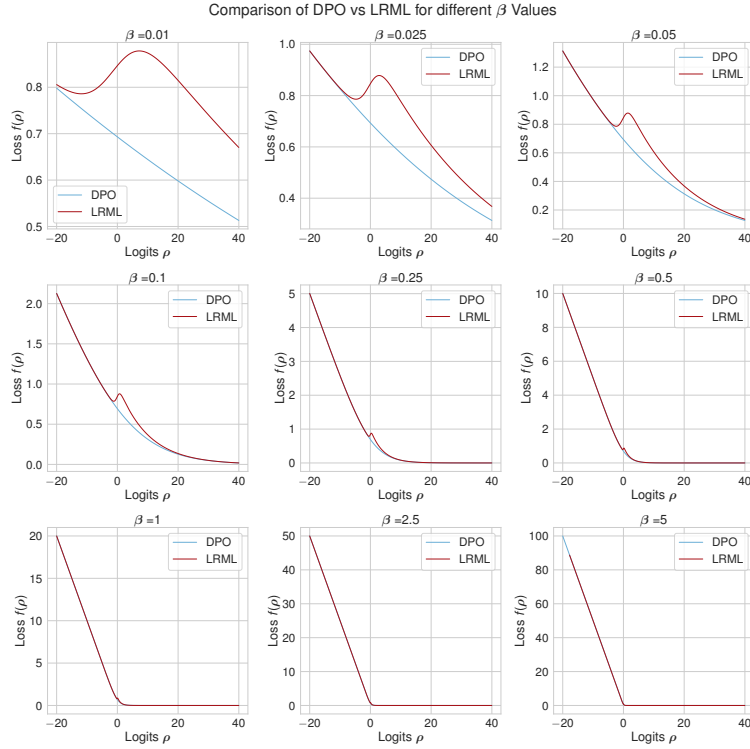 Comparison of DPO vs LRML for different β Values
β =0.01
Loss f(ρ)
0.8
0.7
0.6
0.5
DPO
LRML
−20 0 20 40
Logits ρ
β =0.025
Loss f(ρ)
1.0
0.8
0.6
0.4
DPO
LRML
−20 0 20 40
Logits ρ
β =0.05
Loss f(ρ)
1.2
1.0
0.8
0.6
0.4
0.2
DPO
LRML
−20 0 20 40
Logits ρ
β =0.1
Loss f(ρ)
2.0
1.5
1.0
0.5
0.0
DPO
LRML
−20 0 20 40
Logits ρ
β =0.25
Loss f(ρ)
5
4
3
2
1
0
DPO
LRML
−20 0 20 40
Logits ρ
β =0.5
Loss f(ρ)
10
8
6
4
2
0
DPO
LRML
−20 0 20 40
Logits ρ
β =1
Loss f(ρ)
20
15
10
5
0
DPO
LRML
−20 0 20 40
Logits ρ
β =2.5
Loss f(ρ)
50
40
30
20
10
0
DPO
LRML
−20 0 20 40
Logits ρ
β =5
Loss f(ρ)
100
80
60
40
20
0
DPO
LRML
−20 0 20 40
Logits ρ